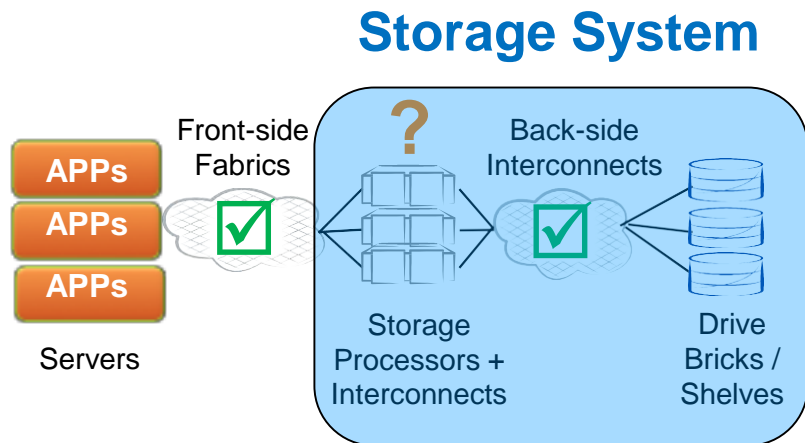 Storage System
Front-side
Fabrics
?
Back-side
Interconnects
APPs
APPs
APPs
Servers
Storage
Processors +
Interconnects
Drive
Bricks /
Shelves